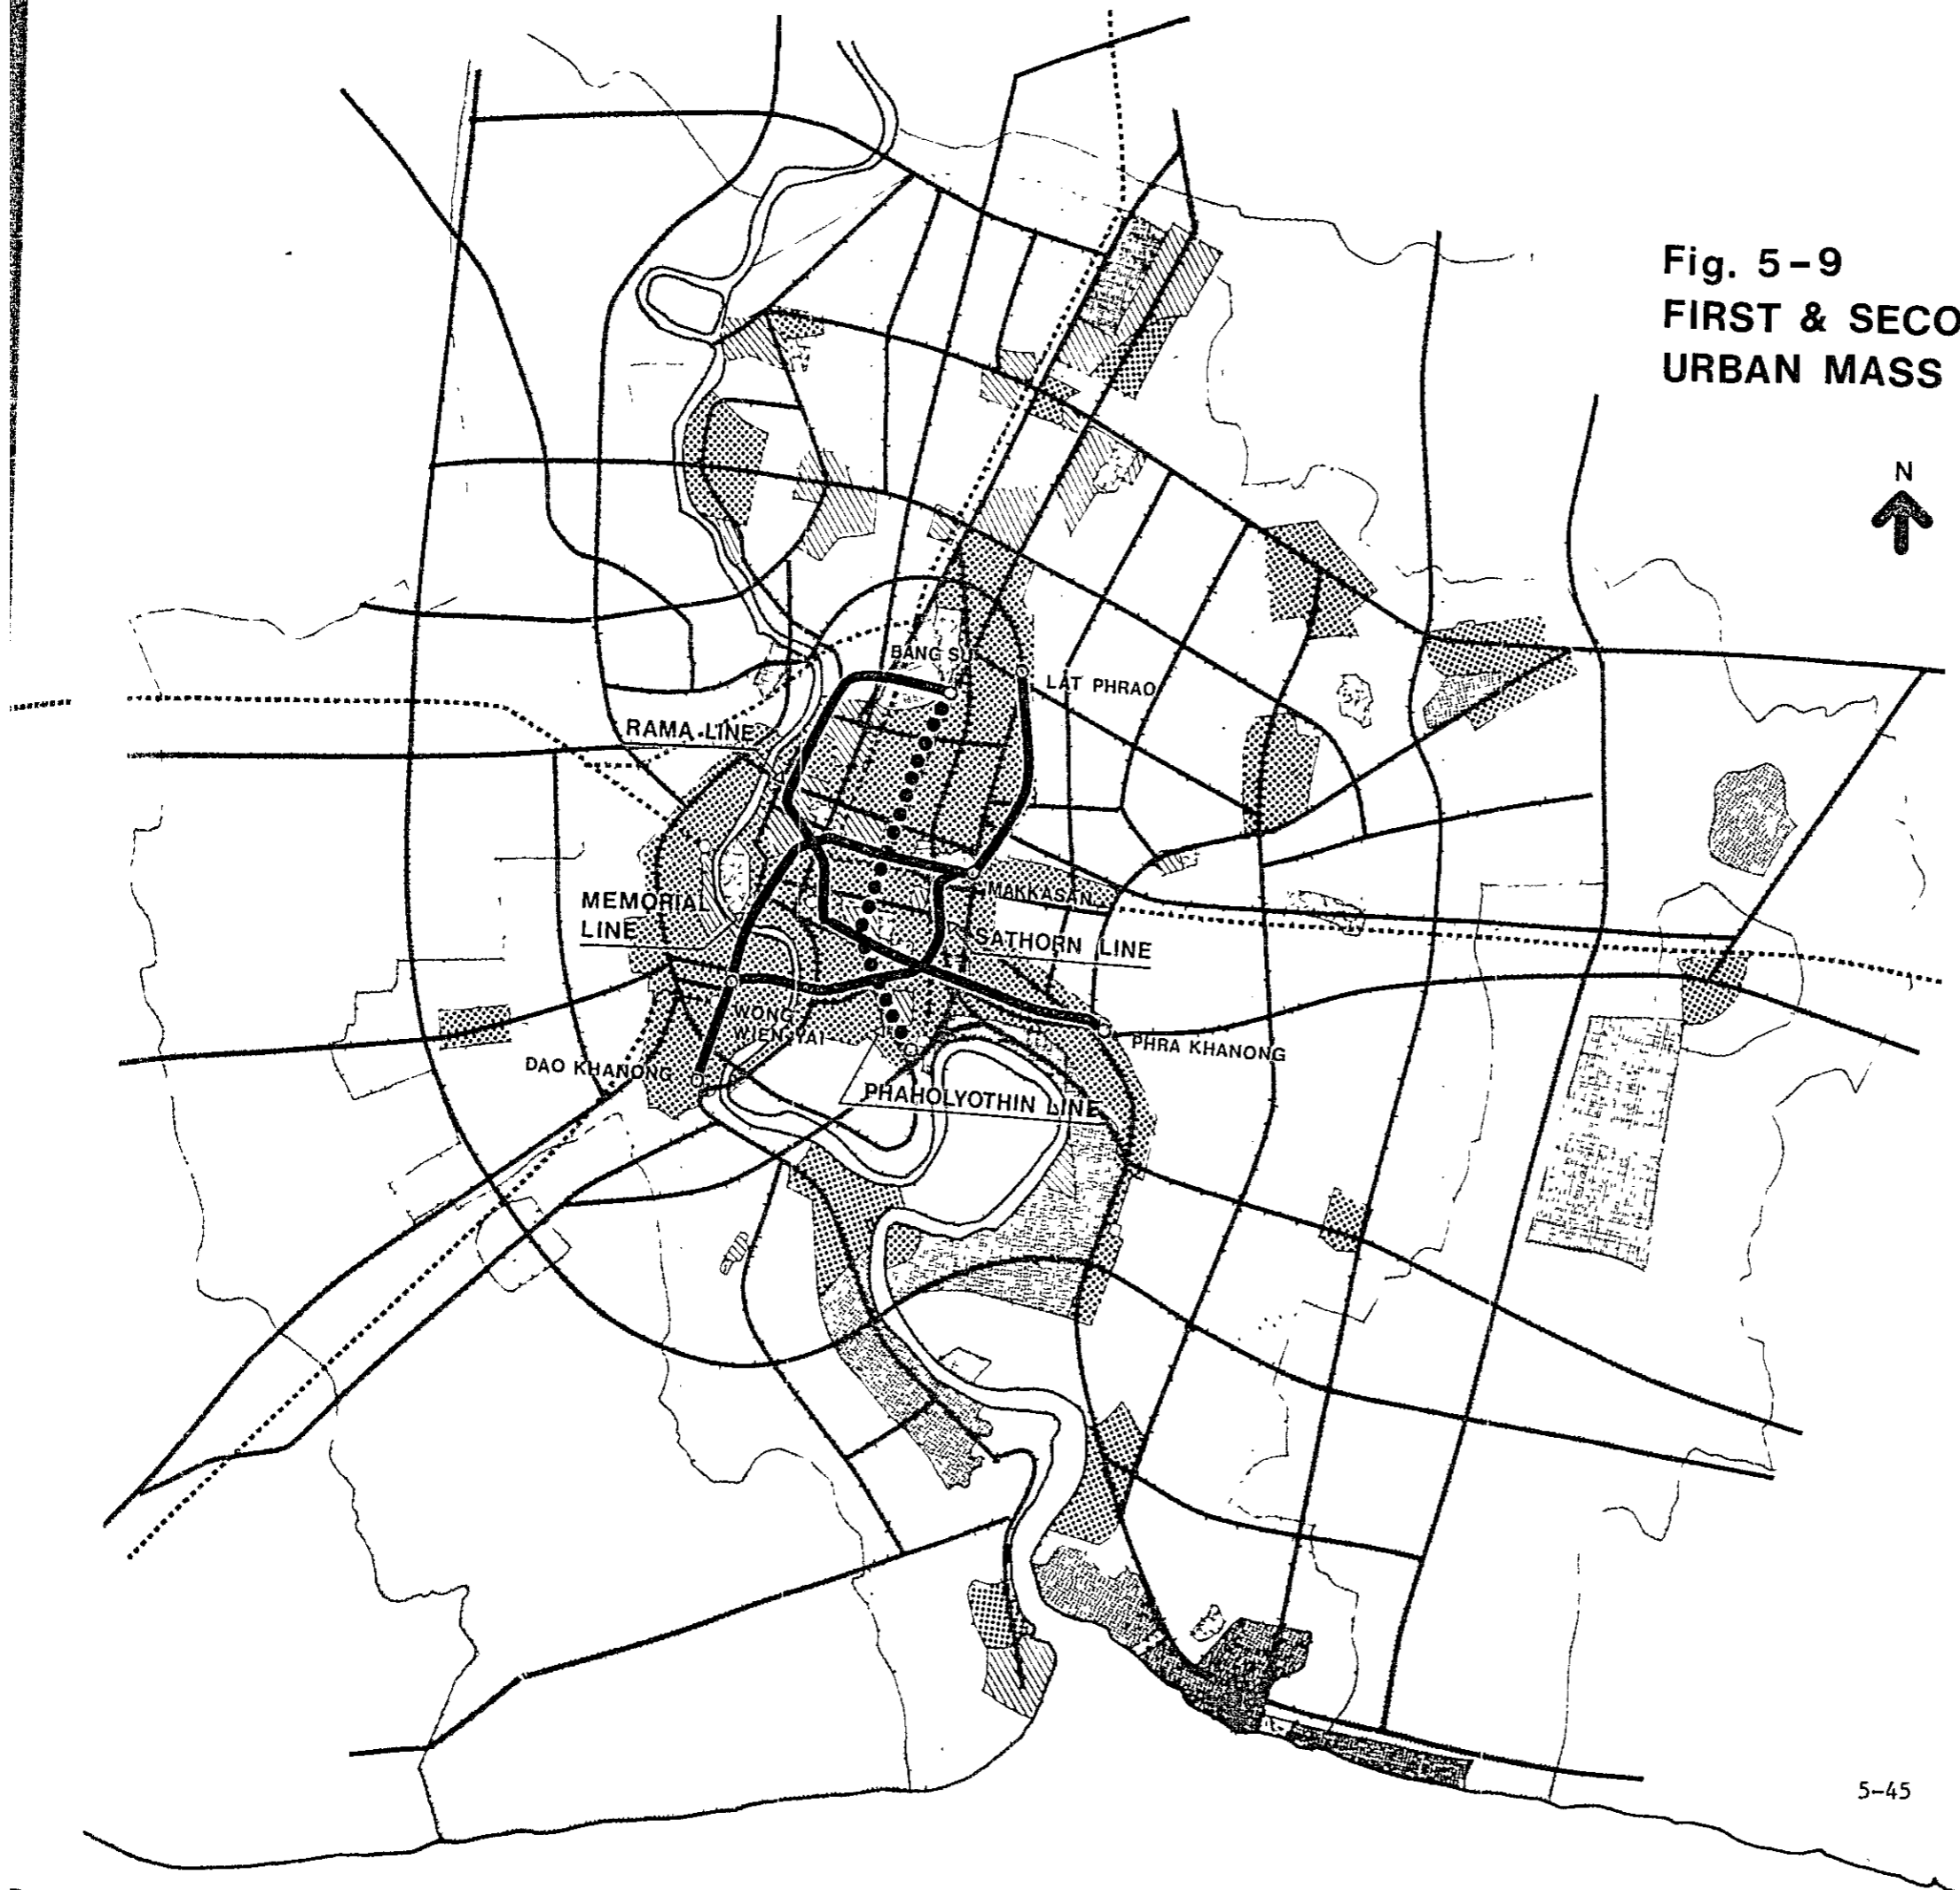 Fig. 5-9
FIRST & SECO
URBAN MASS
N
BANG SU
LAT PHRAO
RAMA LINE
MEMORIAL
LINE
MAKKASAN
SATHORN LINE
WONG
WIEN YAI
DAO KHANONG
PHRA KHANONG
PHAHOLYOTHIN LINE
5-45